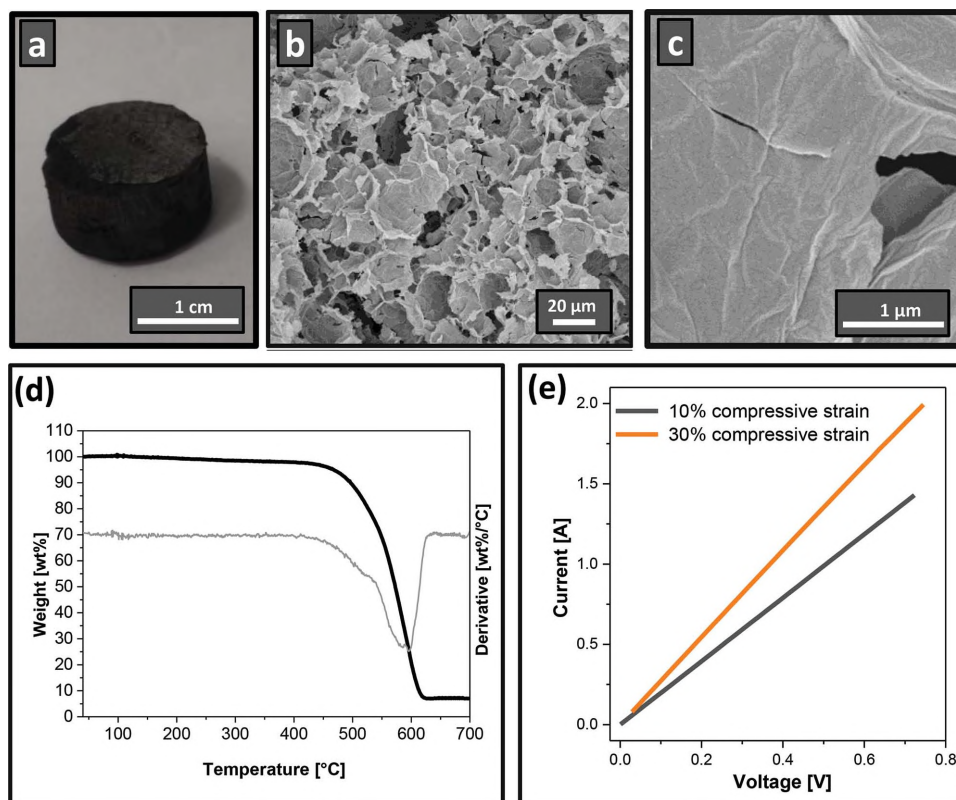 a
1 cm
b
20 µm
c
1 µm
(d)
110
100
90
80
70
60
50
40
30
20
10
0
Weight [wt%]
Derivative [wt%/°C]
100 200 300 400 500 600 700
Temperature [°C]
(e)
10% compressive strain
30% compressive strain
2.0
1.5
1.0
0.5
0.0
Current [A]
0.0 0.2 0.4 0.6 0.8
Voltage [V]